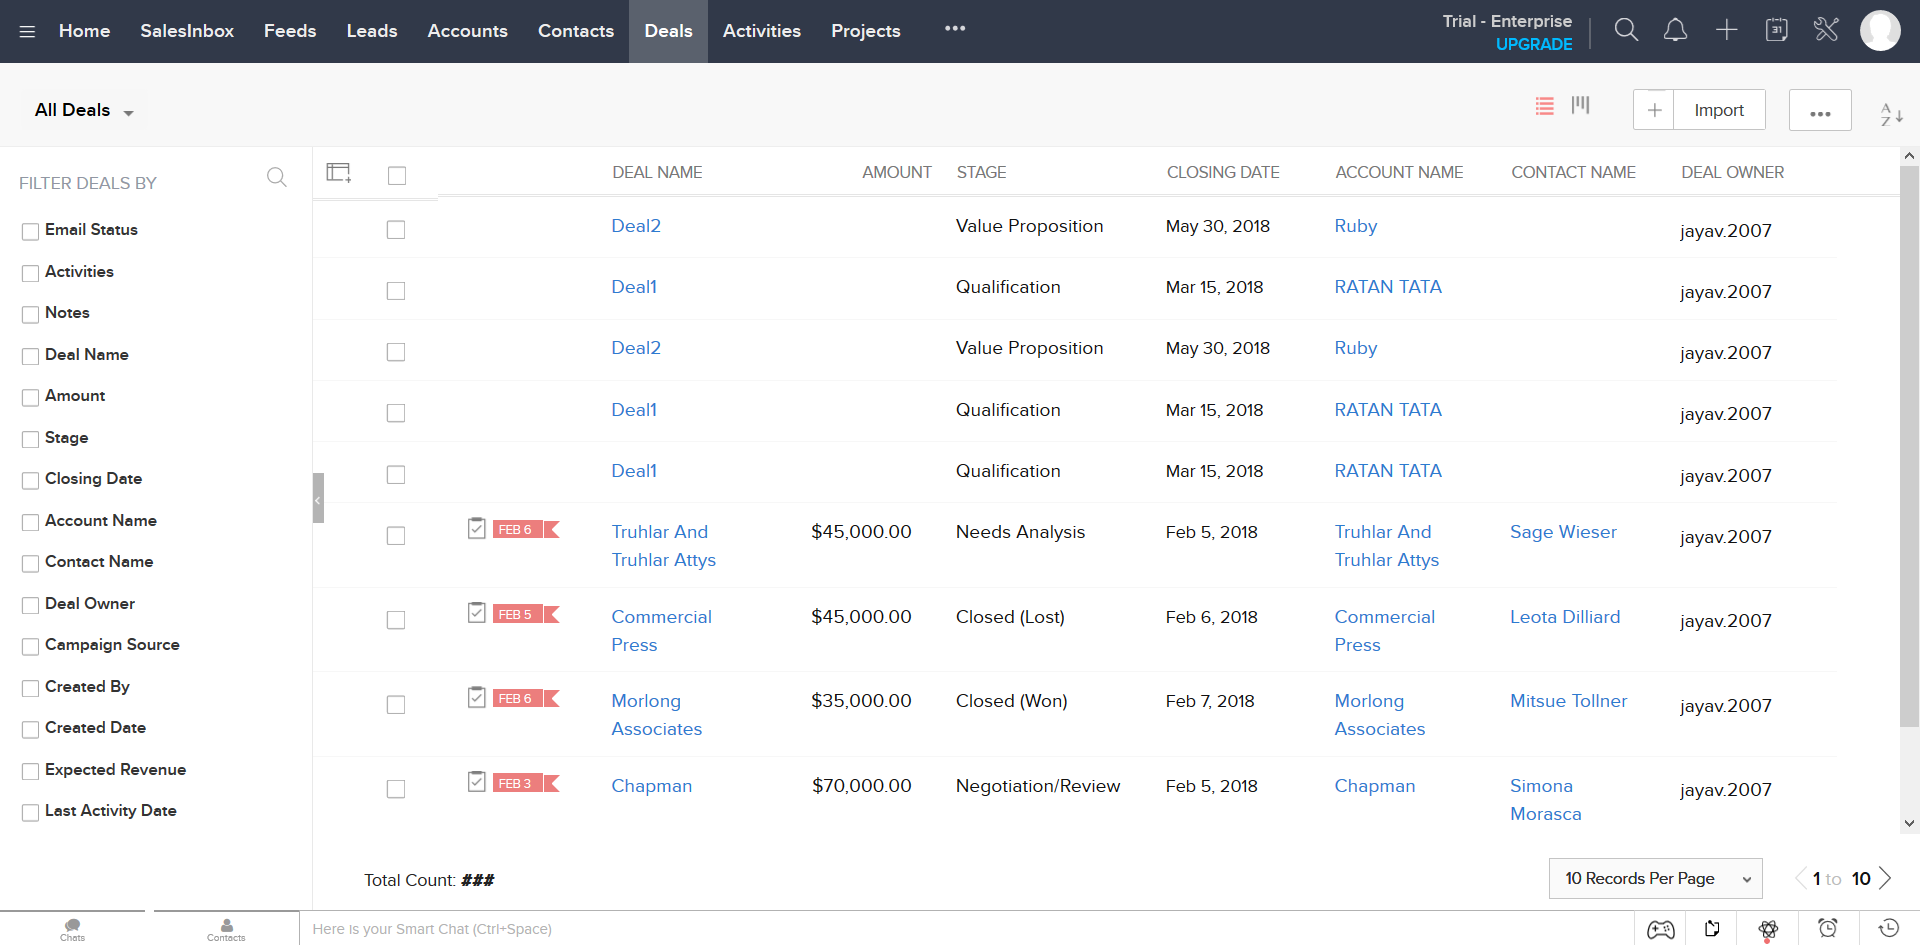 Home SalesInbox Feeds Leads Accounts Contacts Deals Activities Projects ••• Trial - Enterprise
UPGRADE
31
All Deals
+ Import ... A
Z
FILTER DEALS BY
Email Status
Activities
Notes
Deal Name
Amount
Stage
Closing Date
Account Name
Contact Name
Deal Owner
Campaign Source
Created By
Created Date
Expected Revenue
Last Activity Date
DEAL NAME AMOUNT STAGE CLOSING DATE ACCOUNT NAME CONTACT NAME DEAL OWNER
Deal2 Value Proposition May 30, 2018 Ruby jayav.2007
Deal1 Qualification Mar 15, 2018 RATAN TATA jayav.2007
Deal2 Value Proposition May 30, 2018 Ruby jayav.2007
Deal1 Qualification Mar 15, 2018 RATAN TATA jayav.2007
Deal1 Qualification Mar 15, 2018 RATAN TATA jayav.2007
FEB 6 Truhlar And $45,000.00 Needs Analysis Feb 5, 2018 Truhlar And Sage Wieser jayav.2007
Truhlar Attys Truhlar Attys
FEB 5 Commercial $45,000.00 Closed (Lost) Feb 6, 2018 Commercial Leota Dilliard jayav.2007
Press Press
FEB 6 Morlong $35,000.00 Closed (Won) Feb 7, 2018 Morlong Mitsue Tollner jayav.2007
Associates Associates
FEB 3 Chapman $70,000.00 Negotiation/Review Feb 5, 2018 Chapman Simona jayav.2007
Morasca
Total Count: ###
10 Records Per Page 1 to 10
Chats Contacts Here is your Smart Chat (Ctrl+Space)